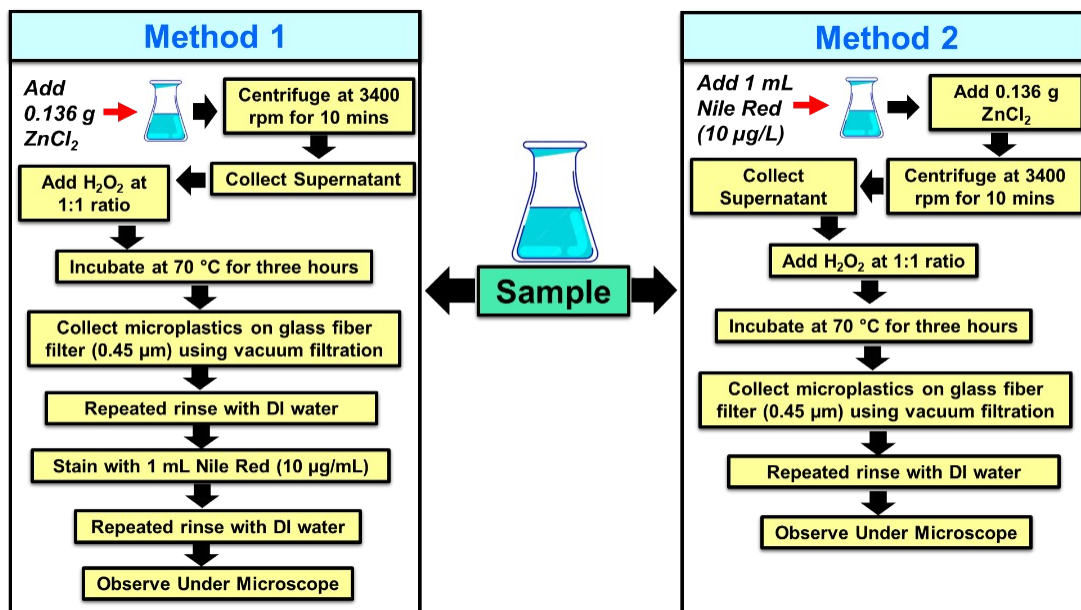 Method 1
Add
0.136 g
ZnCl₂
Centrifuge at 3400
rpm for 10 mins
Collect Supernatant
Add H₂O₂ at
1:1 ratio
Incubate at 70 °C for three hours
Collect microplastics on glass fiber
filter (0.45 µm) using vacuum filtration
Repeated rinse with DI water
Stain with 1 mL Nile Red (10 µg/mL)
Repeated rinse with DI water
Observe Under Microscope
Sample
Method 2
Add 1 mL
Nile Red
(10 µg/L)
Add 0.136 g
ZnCl₂
Centrifuge at 3400
rpm for 10 mins
Collect
Supernatant
Add H₂O₂ at 1:1 ratio
Incubate at 70 °C for three hours
Collect microplastics on glass fiber
filter (0.45 µm) using vacuum filtration
Repeated rinse with DI water
Observe Under Microscope